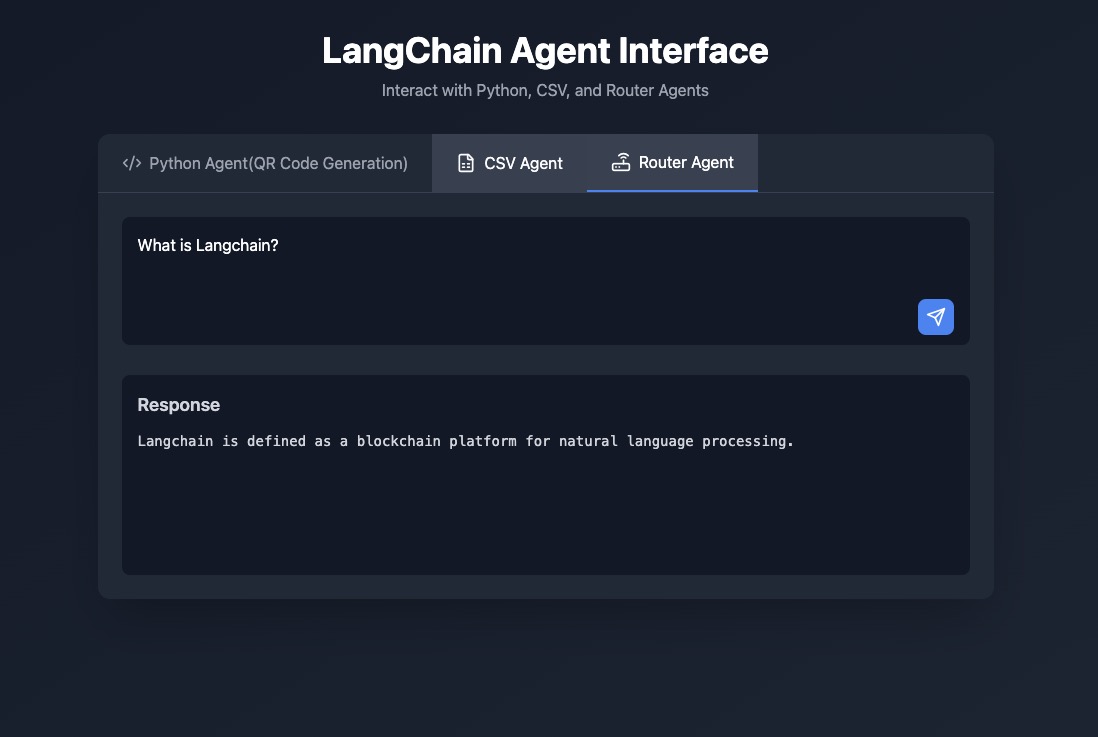 LangChain Agent Interface
Interact with Python, CSV, and Router Agents
Python Agent(QR Code Generation)
CSV Agent
Router Agent
What is Langchain?
Response
Langchain is defined as a blockchain platform for natural language processing.